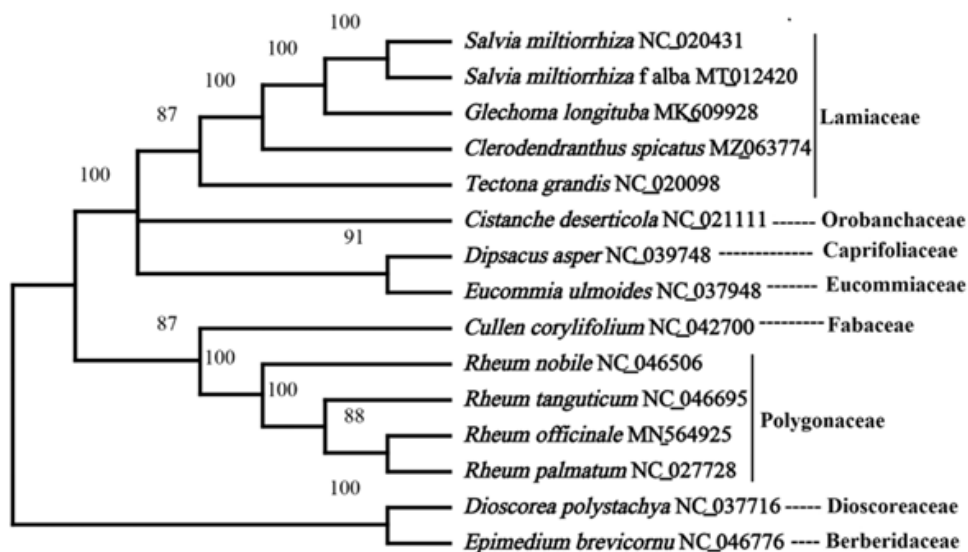 100
Salvia miltiorrhiza NC_020431
100
Salvia miltiorrhiza f alba MT012420
100
Glechoma longituba MK609928
Lamiaceae
87
Clerodendranthus spicatus MZ063774
100
Tectona grandis NC_020098
Cistanche deserticola NC_021111 ------ Orobanchaceae
91
Dipsacus asper NC_039748 ------------- Caprifoliaceae
Eucommia ulmoides NC_037948 ------- Eucommiaceae
87
Cullen corylifolium NC_042700 --------- Fabaceae
100
Rheum nobile NC_046506
100
Rheum tanguticum NC_046695
88
Polygonaceae
Rheum officinale MN564925
Rheum palmatum NC_027728
100
Dioscorea polystachya NC_037716 ----- Dioscoreaceae
Epimedium brevicornu NC_046776 ---- Berberidaceae